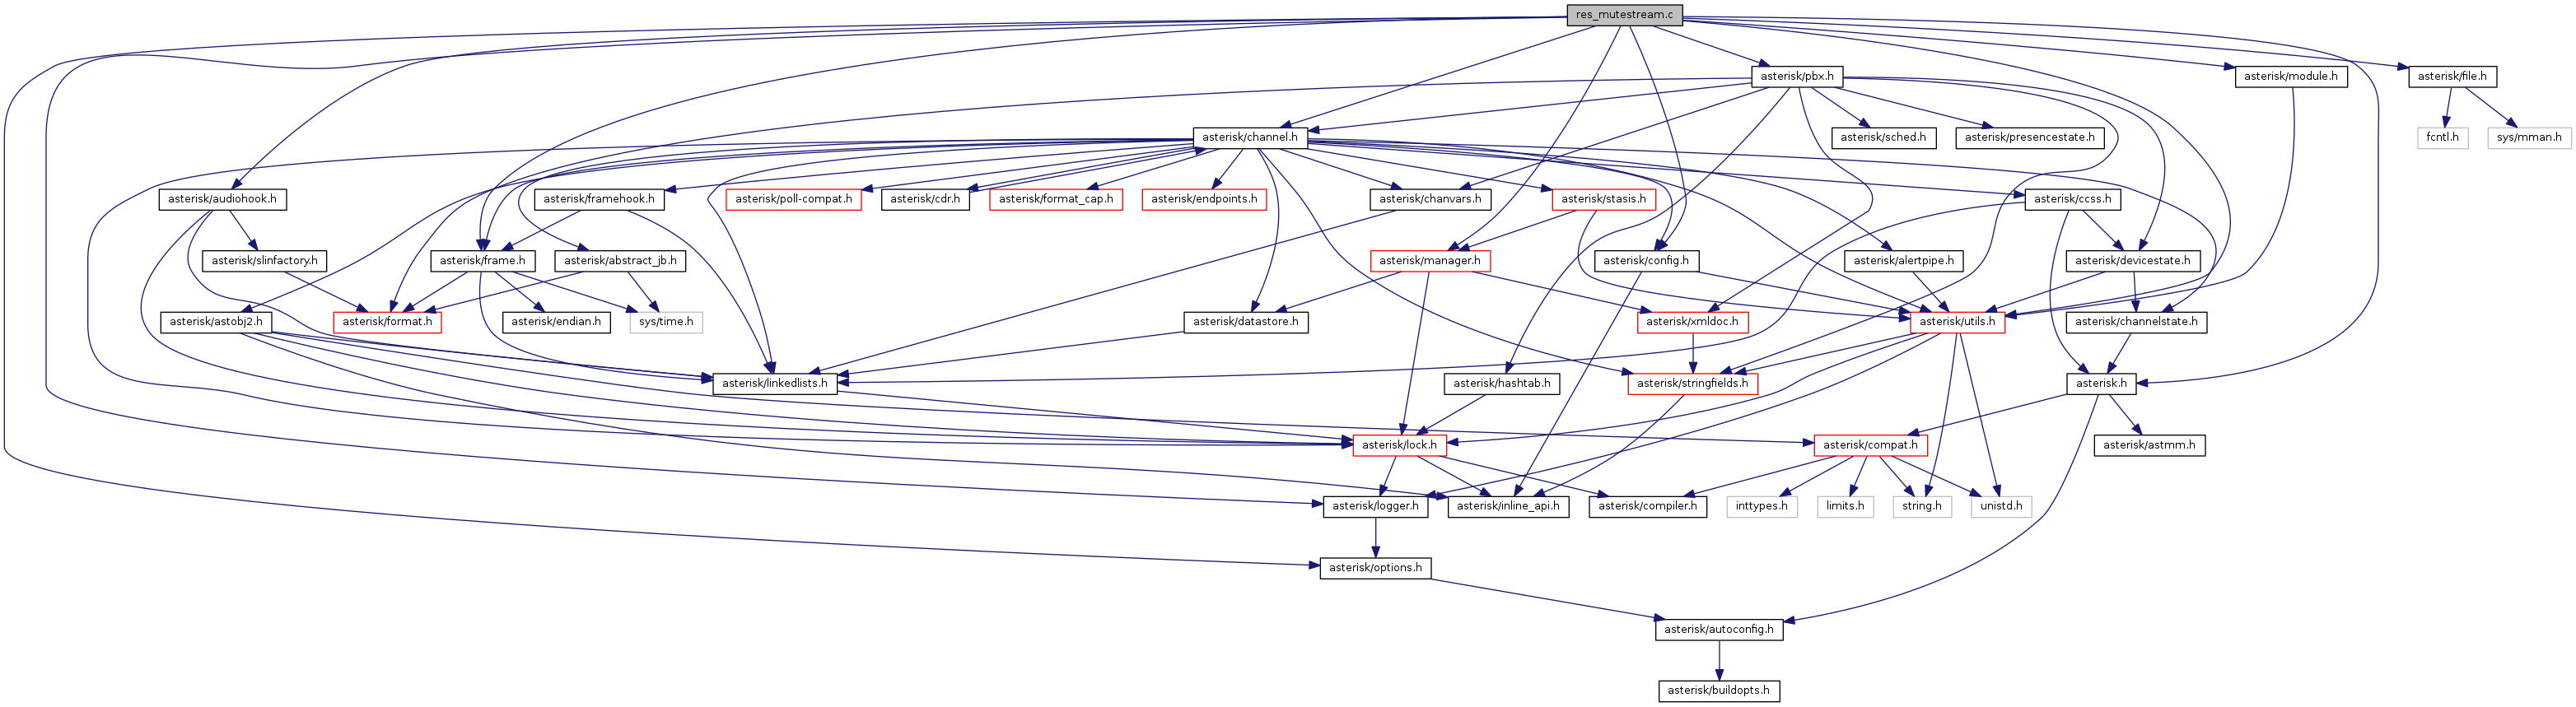 res_mutestream.c
asterisk/pbx.h
asterisk/module.h
asterisk/file.h
asterisk/channel.h
asterisk/sched.h
asterisk/presencestate.h
fcntl.h
sys/mman.h
asterisk/audiohook.h
asterisk/framehook.h
asterisk/poll-compat.h
asterisk/cdr.h
asterisk/format_cap.h
asterisk/endpoints.h
asterisk/chanvars.h
asterisk/stasis.h
asterisk/ccss.h
asterisk/slinfactory.h
asterisk/frame.h
asterisk/abstract_jb.h
asterisk/manager.h
asterisk/config.h
asterisk/alertpipe.h
asterisk/devicestate.h
asterisk/astobj2.h
asterisk/format.h
asterisk/endian.h
sys/time.h
asterisk/datastore.h
asterisk/xmldoc.h
asterisk/utils.h
asterisk/channelstate.h
asterisk/linkedlists.h
asterisk/hashtab.h
asterisk/stringfields.h
asterisk.h
asterisk/lock.h
asterisk/compat.h
asterisk/astmm.h
asterisk/logger.h
asterisk/inline_api.h
asterisk/compiler.h
inttypes.h
limits.h
string.h
unistd.h
asterisk/options.h
asterisk/autoconfig.h
asterisk/buildopts.h